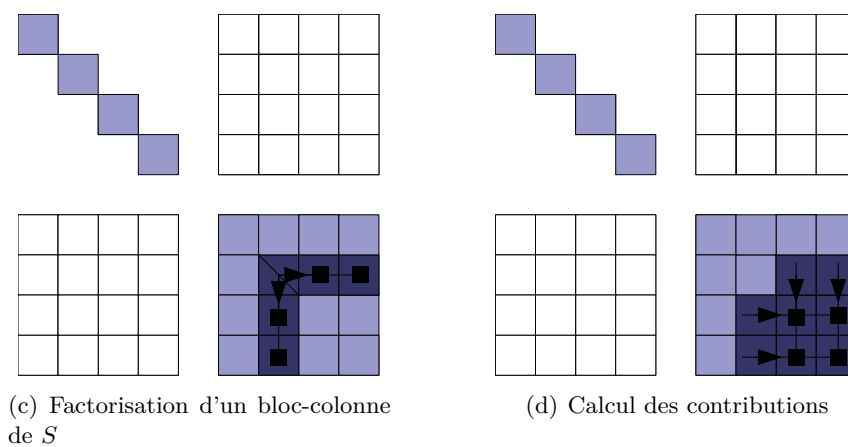 (c) Factorisation d'un bloc-colonne
de S
(d) Calcul des contributions